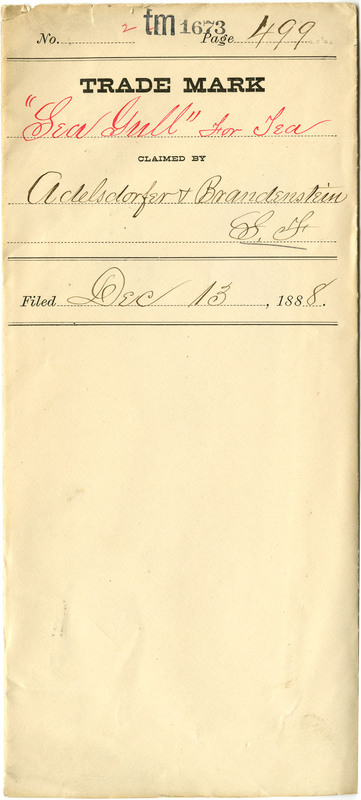 No. 2 tm 1673 Page 499
TRADE MARK
"Sea Gull" For Tea
CLAIMED BY
Adelsdorfer & Brandenstein
S. F.
Filed Dec 13, 1888.